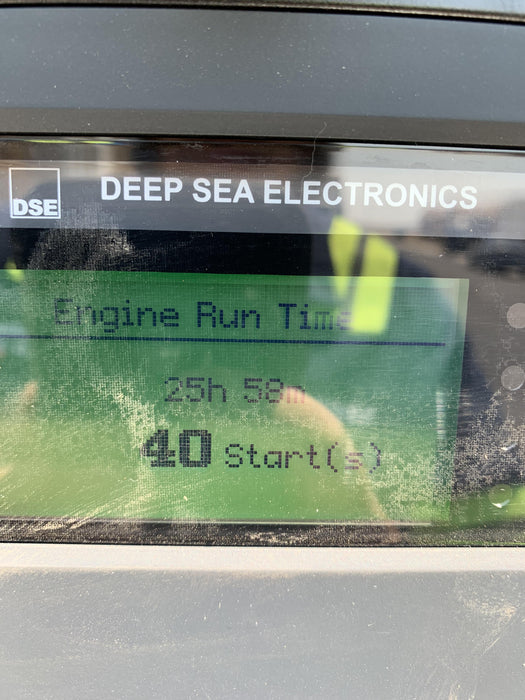 DSE DEEP SEA ELECTRONICS
Engine Run Time
25h 58m
40 Start(s)